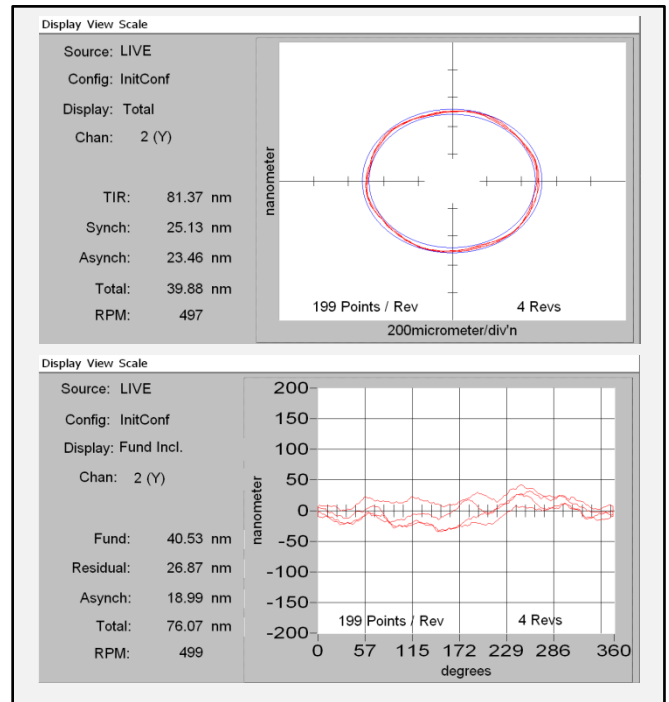 Display View Scale
Source: LIVE
Config: InitConf
Display: Total
Chan: 2 (Y)
TIR: 81.37 nm
Synch: 25.13 nm
Asynch: 23.46 nm
Total: 39.88 nm
RPM: 497
nanometer
199 Points / Rev 4 Revs
200micrometer/div'n
Display View Scale
Source: LIVE
Config: InitConf
Display: Fund Incl.
Chan: 2 (Y)
Fund: 40.53 nm
Residual: 26.87 nm
Asynch: 18.99 nm
Total: 76.07 nm
RPM: 499
nanometer
200
150
100
50
0
-50
-100
-150
-200
199 Points / Rev 4 Revs
0 57 115 172 229 286 360
degrees